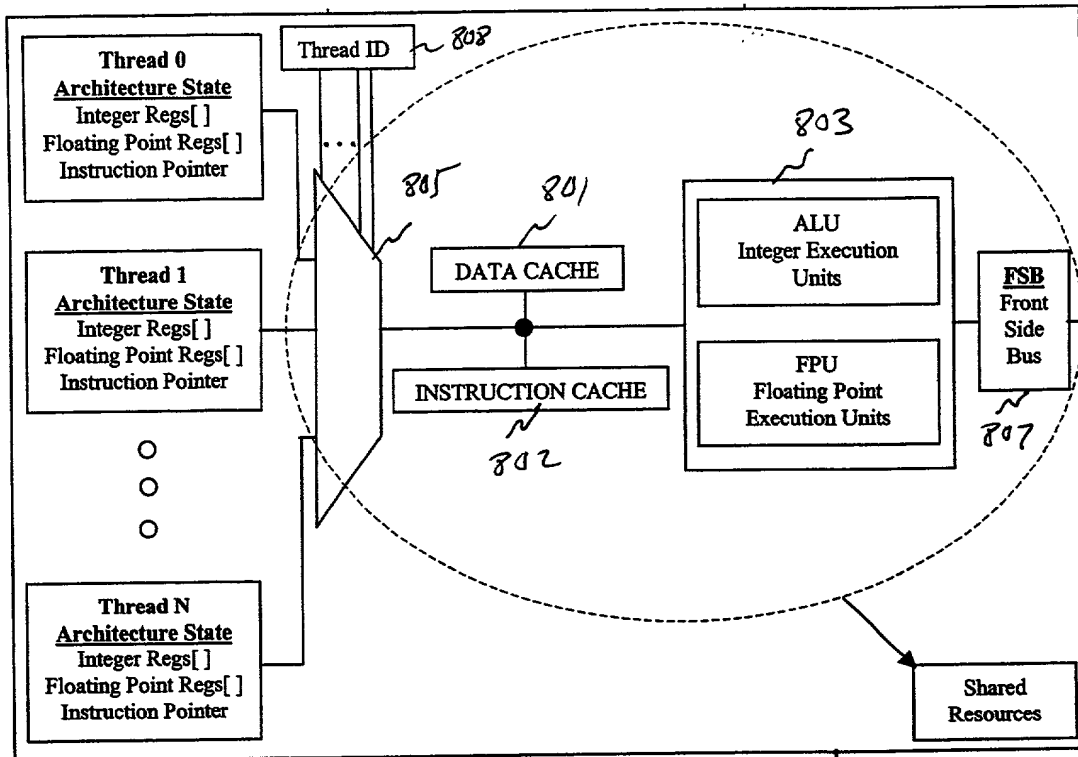 Thread 0
Architecture State
Integer Regs[ ]
Floating Point Regs[ ]
Instruction Pointer
Thread ID
808
805
801
803
DATA CACHE
ALU
Integer Execution
Units
Thread 1
Architecture State
Integer Regs[ ]
Floating Point Regs[ ]
Instruction Pointer
FSB
Front
Side
Bus
INSTRUCTION CACHE
802
FPU
Floating Point
Execution Units
807
Thread N
Architecture State
Integer Regs[ ]
Floating Point Regs[ ]
Instruction Pointer
Shared
Resources